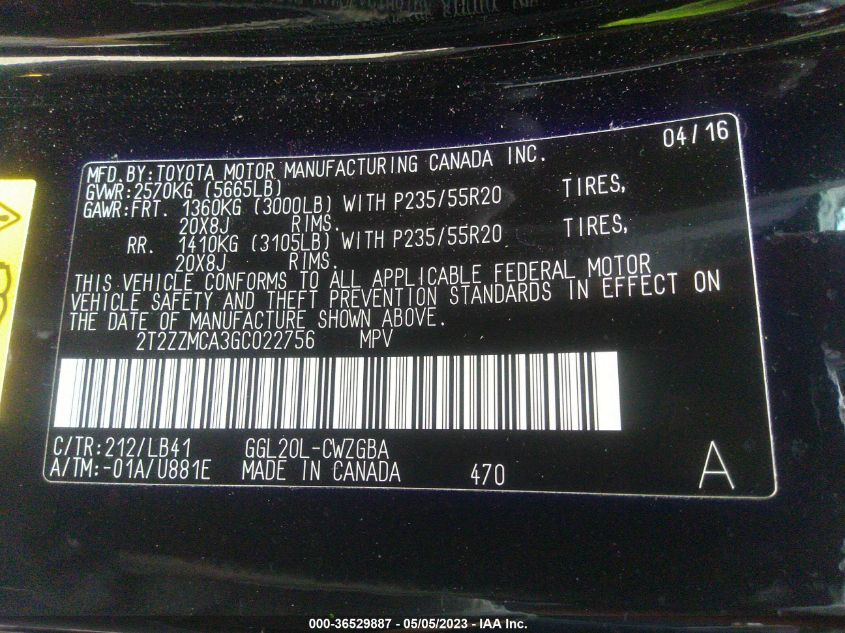 04/16
MFD.BY:TOYOTA MOTOR MANUFACTURING CANADA INC.
GVWR:2570KG (5665LB)
GAWR:FRT. 1360KG (3000LB) WITH P235/55R20 TIRES,
20X8J RIMS.
RR. 1410KG (3105LB) WITH P235/55R20 TIRES,
20X8J RIMS.
THIS VEHICLE CONFORMS TO ALL APPLICABLE FEDERAL MOTOR
VEHICLE SAFETY AND THEFT PREVENTION STANDARDS IN EFFECT ON
THE DATE OF MANUFACTURE SHOWN ABOVE.
2T2ZZMCA3GC022756 MPV
C/TR:212/LB41 GGL20L-CWZGBA
A/TM:-01A/U881E MADE IN CANADA 470 A
000-36529887 - 05/05/2023 - IAA Inc.